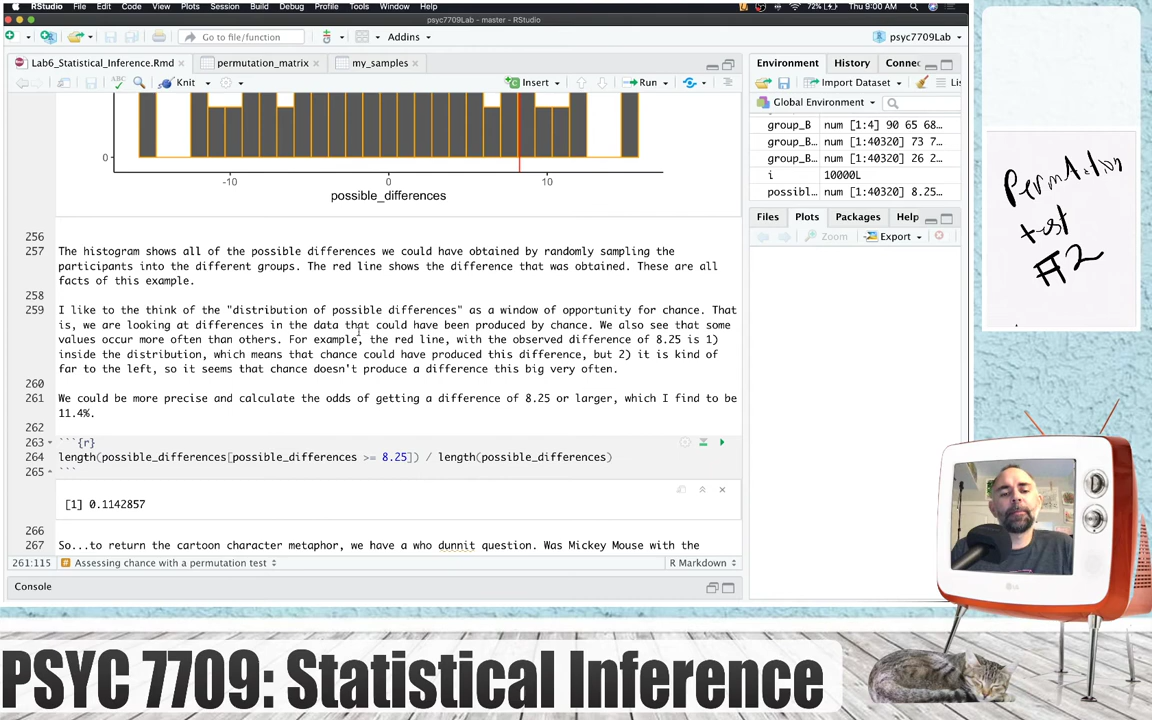 RStudio File Edit Code View Plots Session Build Debug Profile Tools Window Help 72% Thu 9:00 AM
psyc7709Lab - master - RStudio
Go to file/function Addins psyc7709Lab
Lab6_Statistical_Inference.Rmd permutation_matrix my_samples
Knit Insert Run
0
-10 0 10
possible_differences
256
257 The histogram shows all of the possible differences we could have obtained by randomly sampling the
participants into the different groups. The red line shows the difference that was obtained. These are all
facts of this example.
258
259 I like to the think of the "distribution of possible differences" as a window of opportunity for chance. That
is, we are looking at differences in the data that could have been produced by chance. We also see that some
values occur more often than others. For example, the red line, with the observed difference of 8.25 is 1)
inside the distribution, which means that chance could have produced this difference, but 2) it is kind of
far to the left, so it seems that chance doesn't produce a difference this big very often.
260
261 We could be more precise and calculate the odds of getting a difference of 8.25 or larger, which I find to be
11.4%.
262
263 ```{r}
264 length(possible_differences[possible_differences >= 8.25]) / length(possible_differences)
265 ```
[1] 0.1142857
266
267 So...to return the cartoon character metaphor, we have a who dunnit question. Was Mickey Mouse with the
261:115 # Assessing chance with a permutation test R Markdown
Console
Environment History Connec
Import Dataset Lis
Global Environment
group_B num [1:4] 90 65 68…
group_B… num [1:40320] 73 7…
group_B… num [1:40320] 26 2…
i 10000L
possibl… num [1:40320] 8.25…
Files Plots Packages Help
Zoom Export
Permutation
test
#2
LG
PSYC 7709: Statistical Inference